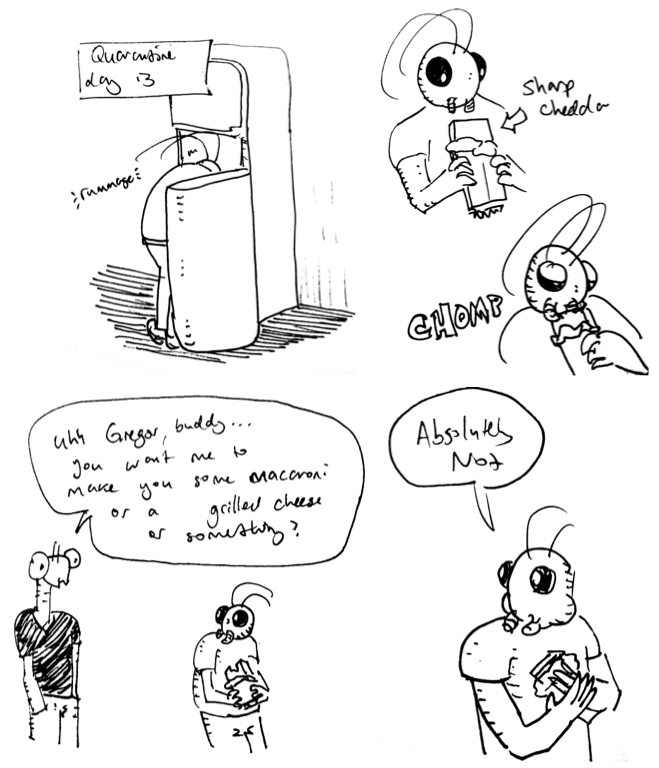 Quarantine
day 13
rummage
sharp
cheddar
CHOMP
uhh Gregor, buddy...
you want me to
make you some macaroni
or a grilled cheese
or something?
Absolutely
Not